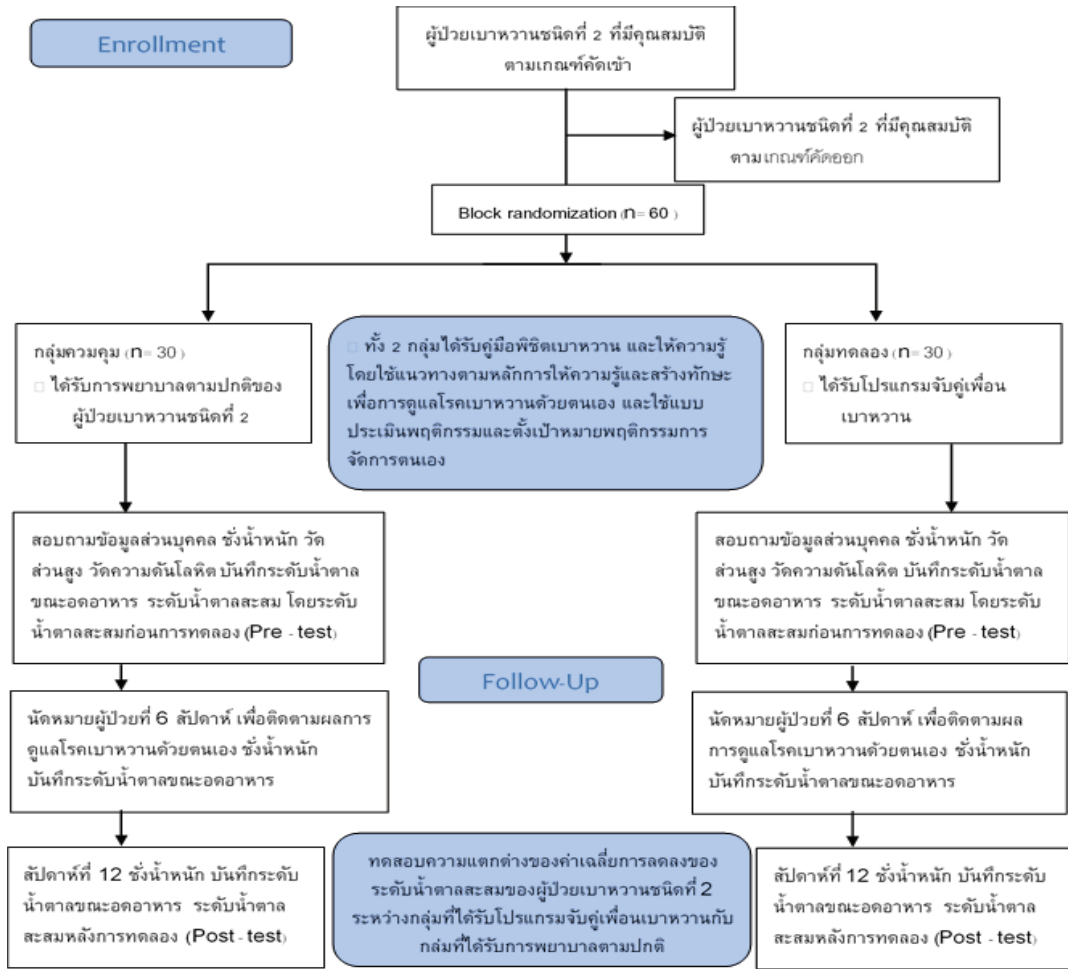 Enrollment
ผู้ป่วยเบาหวานชนิดที่ 2 ที่มีคุณสมบัติ
ตามเกณฑ์คัดเข้า
ผู้ป่วยเบาหวานชนิดที่ 2 ที่มีคุณสมบัติ
ตามเกณฑ์คัดออก
Block randomization (n= 60 )
กลุ่มควมคุม (n= 30 )
ได้รับการพยาบาลตามปกติของ
ผู้ป่วยเบาหวานชนิดที่ 2
ทั้ง 2 กลุ่มได้รับคู่มือพิชิตเบาหวาน และให้ความรู้
โดยใช้แนวทางตามหลักการให้ความรู้และสร้างทักษะ
เพื่อการดูแลโรคเบาหวานด้วยตนเอง และใช้แบบ
ประเมินพฤติกรรมและตั้งเป้าหมายพฤติกรรมการ
จัดการตนเอง
กลุ่มทดลอง (n= 30 )
ได้รับโปรแกรมจับคู่เพื่อน
เบาหวาน
สอบถามข้อมูลส่วนบุคคล ชั่งน้ำหนัก วัด
ส่วนสูง วัดความดันโลหิต บันทึกระดับน้ำตาล
ขณะอดอาหาร ระดับน้ำตาลสะสม โดยระดับ
น้ำตาลสะสมก่อนการทดลอง (Pre - test)
สอบถามข้อมูลส่วนบุคคล ชั่งน้ำหนัก วัด
ส่วนสูง วัดความดันโลหิต บันทึกระดับน้ำตาล
ขณะอดอาหาร ระดับน้ำตาลสะสม โดยระดับ
น้ำตาลสะสมก่อนการทดลอง (Pre - test)
Follow-Up
นัดหมายผู้ป่วยที่ 6 สัปดาห์ เพื่อติดตามผลการ
ดูแลโรคเบาหวานด้วยตนเอง ชั่งน้ำหนัก
บันทึกระดับน้ำตาลขณะอดอาหาร
นัดหมายผู้ป่วยที่ 6 สัปดาห์ เพื่อติดตามผล
การดูแลโรคเบาหวานด้วยตนเอง ชั่งน้ำหนัก
บันทึกระดับน้ำตาลขณะอดอาหาร
สัปดาห์ที่ 12 ชั่งน้ำหนัก บันทึกระดับ
น้ำตาลขณะอดอาหาร ระดับน้ำตาล
สะสมหลังการทดลอง (Post - test)
ทดสอบความแตกต่างของค่าเฉลี่ยการลดลงของ
ระดับน้ำตาลสะสมของผู้ป่วยเบาหวานชนิดที่ 2
ระหว่างกลุ่มที่ได้รับโปรแกรมจับคู่เพื่อนเบาหวานกับ
กลุ่มที่ได้รับการพยาบาลตามปกติ
สัปดาห์ที่ 12 ชั่งน้ำหนัก บันทึกระดับ
น้ำตาลขณะอดอาหาร ระดับน้ำตาล
สะสมหลังการทดลอง (Post - test)